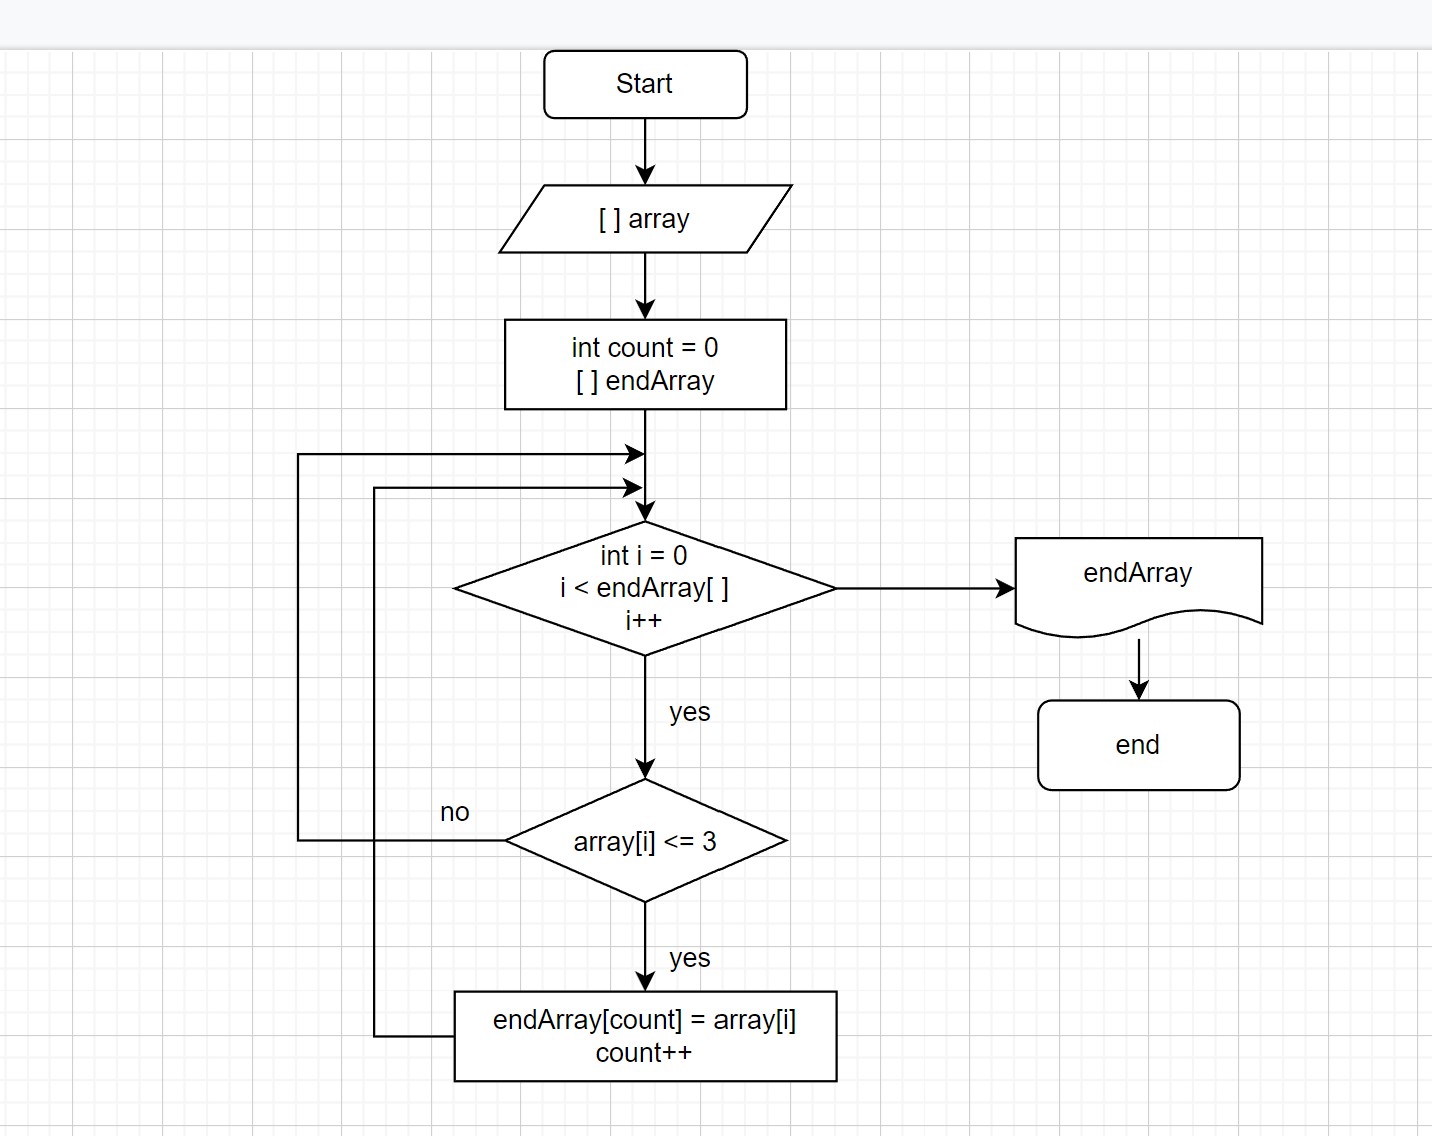 Start
[ ] array
int count = 0
[ ] endArray
int i = 0
i < endArray[ ]
i++
endArray
yes
end
no
array[i] <= 3
yes
endArray[count] = array[i]
count++